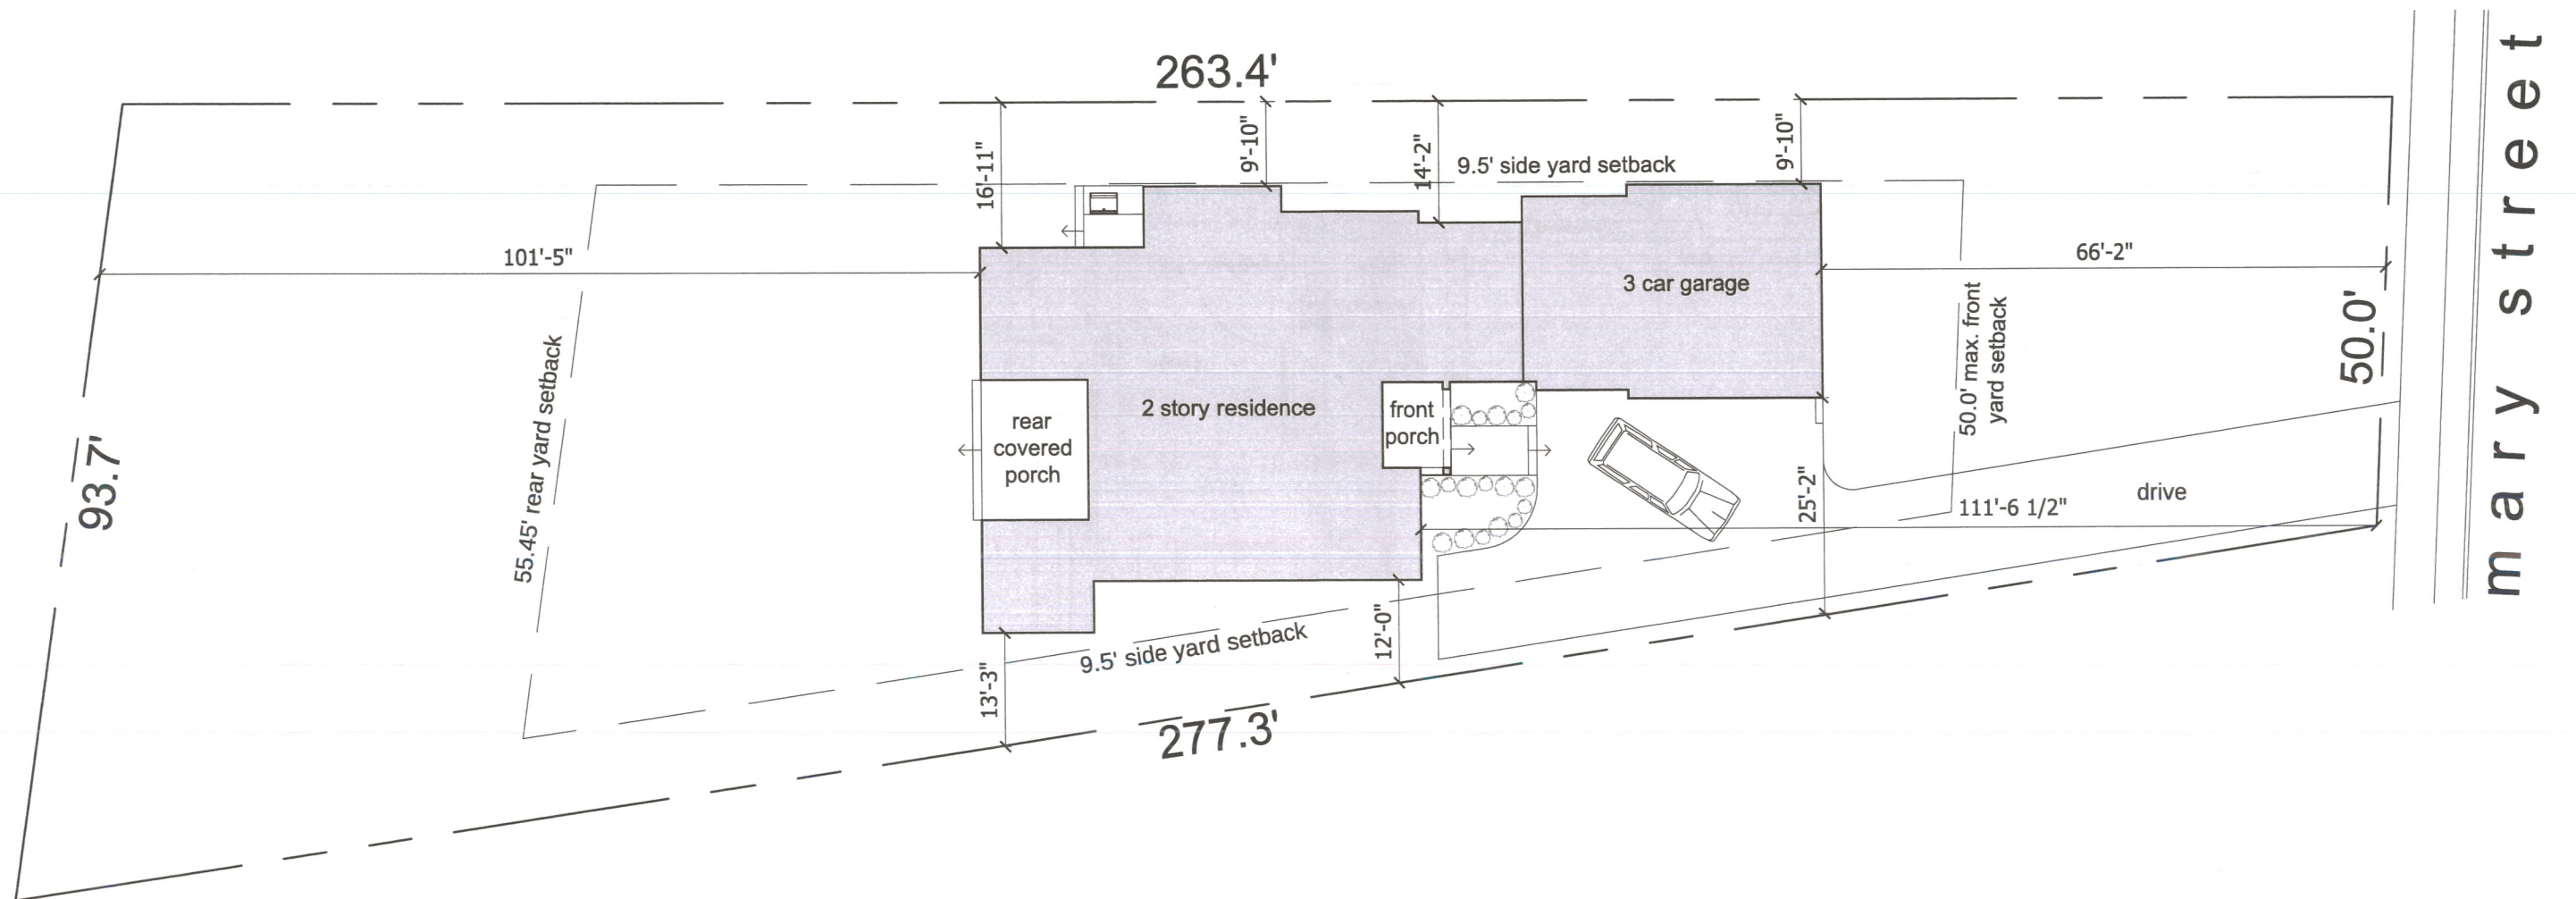 263.4'
mary street
16'-11"
9'-10"
14'-2"
9.5' side yard setback
9'-10"
101'-5"
66'-2"
3 car garage
50.0' max. front
yard setback
50.0'
55.45' rear yard setback
93.7'
rear
covered
porch
2 story residence
front
porch
25'-2"
drive
111'-6 1/2"
13'-3"
9.5' side yard setback
12'-0"
277.3'